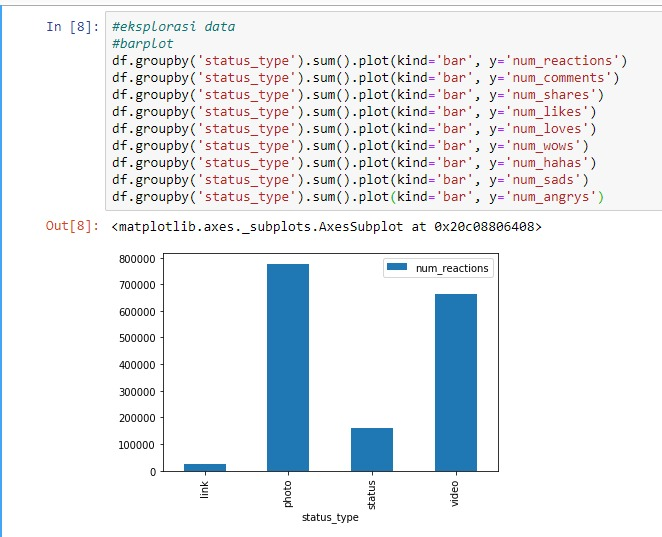 In [8]:
#eksplorasi data
#barplot
df.groupby('status_type').sum().plot(kind='bar', y='num_reactions')
df.groupby('status_type').sum().plot(kind='bar', y='num_comments')
df.groupby('status_type').sum().plot(kind='bar', y='num_shares')
df.groupby('status_type').sum().plot(kind='bar', y='num_likes')
df.groupby('status_type').sum().plot(kind='bar', y='num_loves')
df.groupby('status_type').sum().plot(kind='bar', y='num_wows')
df.groupby('status_type').sum().plot(kind='bar', y='num_hahas')
df.groupby('status_type').sum().plot(kind='bar', y='num_sads')
df.groupby('status_type').sum().plot(kind='bar', y='num_angrys')
Out[8]: <matplotlib.axes._subplots.AxesSubplot at 0x20c08806408>
num_reactions
800000
700000
600000
500000
400000
300000
200000
100000
0
link
photo
status
video
status_type